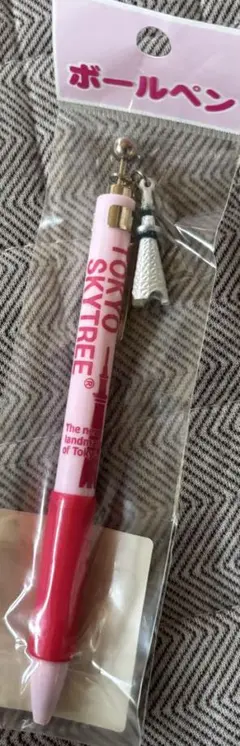 ボールペン
TOKYO
SKYTREE®
The new
landmark
of Tokyo